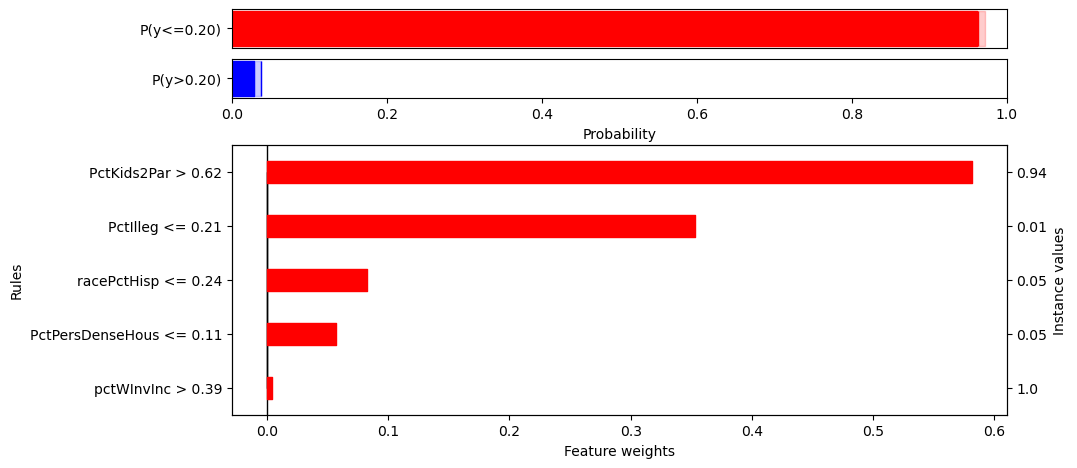 P(y<=0.20)
P(y>0.20)
0.0 0.2 0.4 0.6 0.8 1.0
Probability
PctKids2Par > 0.62 0.94
PctIlleg <= 0.21 0.01
racePctHisp <= 0.24 0.05
PctPersDenseHous <= 0.11 0.05
pctWInvInc > 0.39 1.0
Rules
Instance values
0.0 0.1 0.2 0.3 0.4 0.5 0.6
Feature weights